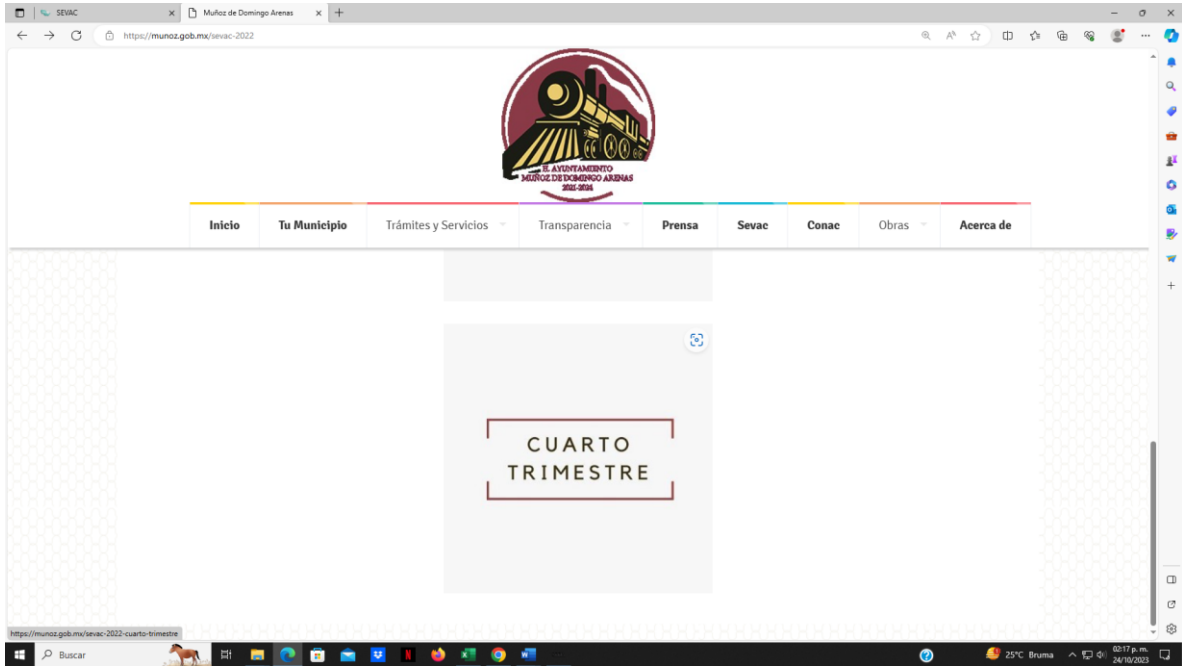 SEVAC
Muñoz de Domingo Arenas
https://munoz.gob.mx/sevac-2022
H. AYUNTAMIENTO
MUÑOZ DE DOMINGO ARENAS
2021-2024
Inicio
Tu Municipio
Trámites y Servicios
Transparencia
Prensa
Sevac
Conac
Obras
Acerca de
CUARTO
TRIMESTRE
https://munoz.gob.mx/sevac-2022-cuarto-trimestre
Buscar
25°C Bruma
02:17 p. m.
24/10/2023